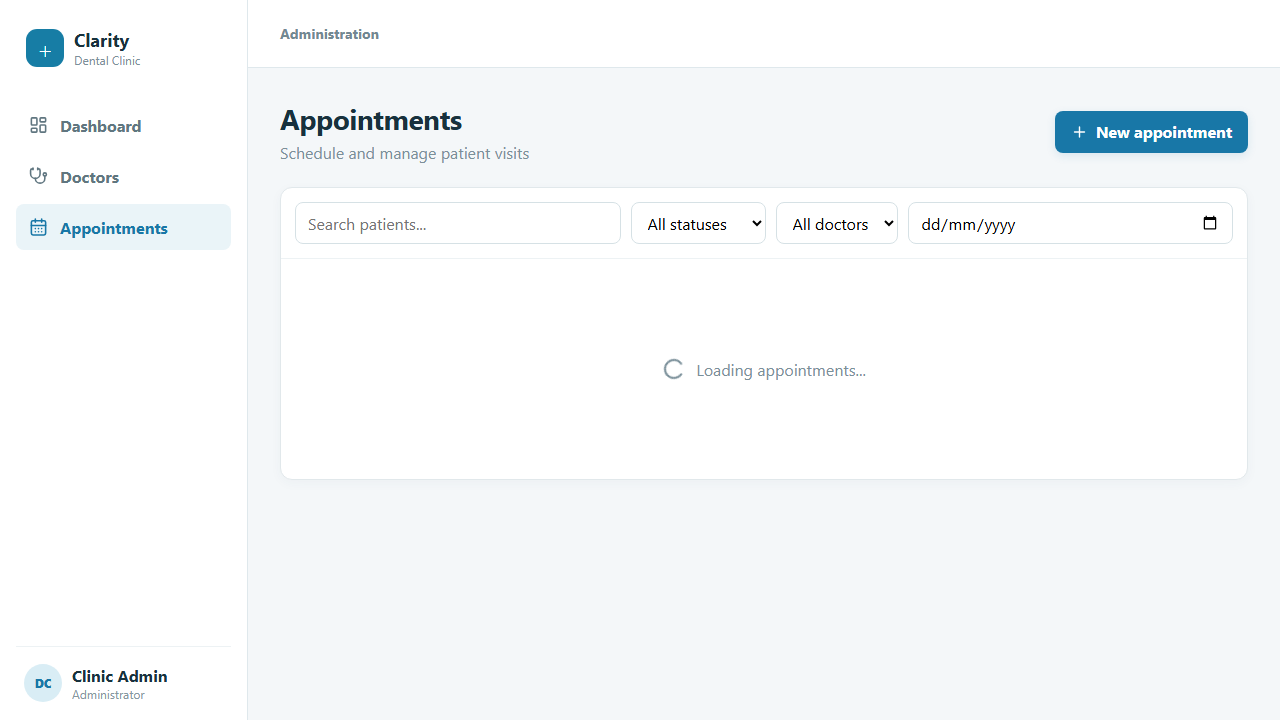 Clarity
Dental Clinic
Dashboard
Doctors
Appointments
DC
Clinic Admin
Administrator
Administration
Appointments
Schedule and manage patient visits
+ New appointment
Search patients...
All statuses
All doctors
dd/mm/yyyy
Loading appointments...